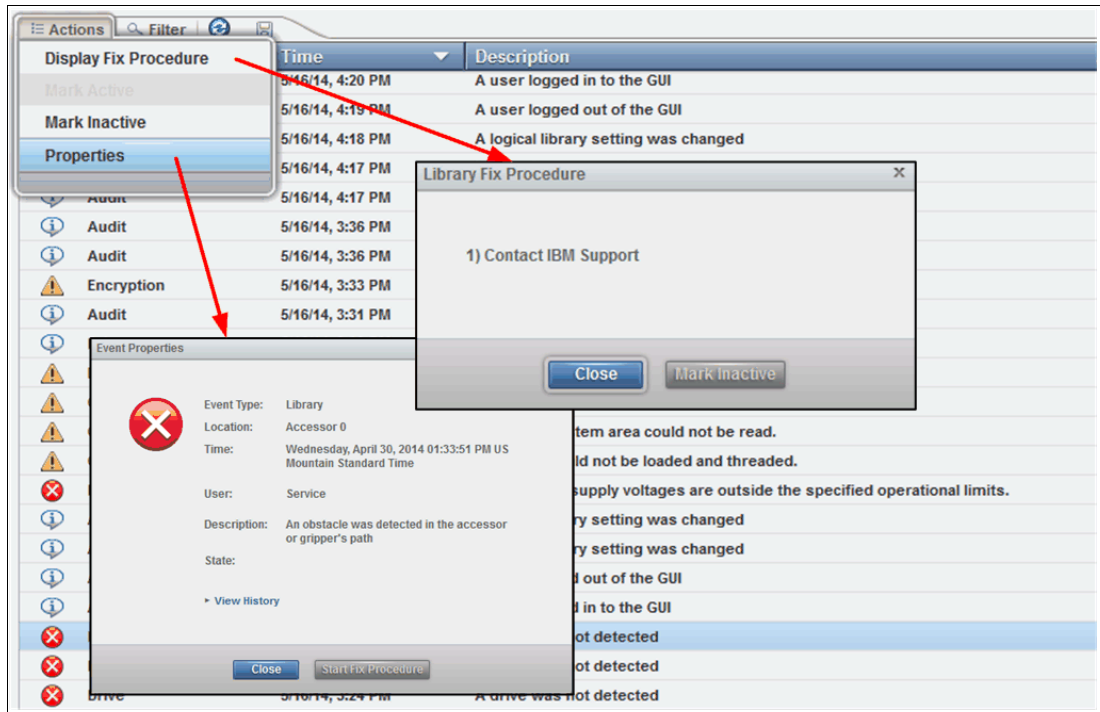 Actions Filter
Display Fix Procedure
Mark Active
Mark Inactive
Properties
Time Description
5/16/14, 4:20 PM A user logged in to the GUI
5/16/14, 4:19 PM A user logged out of the GUI
5/16/14, 4:18 PM A logical library setting was changed
5/16/14, 4:17 PM
Audit 5/16/14, 4:17 PM
Audit 5/16/14, 3:36 PM
Audit 5/16/14, 3:36 PM
Encryption 5/16/14, 3:33 PM
Audit 5/16/14, 3:31 PM
Library Fix Procedure
1) Contact IBM Support
Close Mark Inactive
Event Properties
Event Type: Library
Location: Accessor 0
Time: Wednesday, April 30, 2014 01:33:51 PM US
Mountain Standard Time
User: Service
Description: An obstacle was detected in the accessor
or gripper's path
State:
View History
Close Start Fix Procedure
tem area could not be read.
ld not be loaded and threaded.
supply voltages are outside the specified operational limits.
ry setting was changed
ry setting was changed
out of the GUI
in to the GUI
ot detected
ot detected
Drive 5/16/14, 3:24 PM A drive was not detected